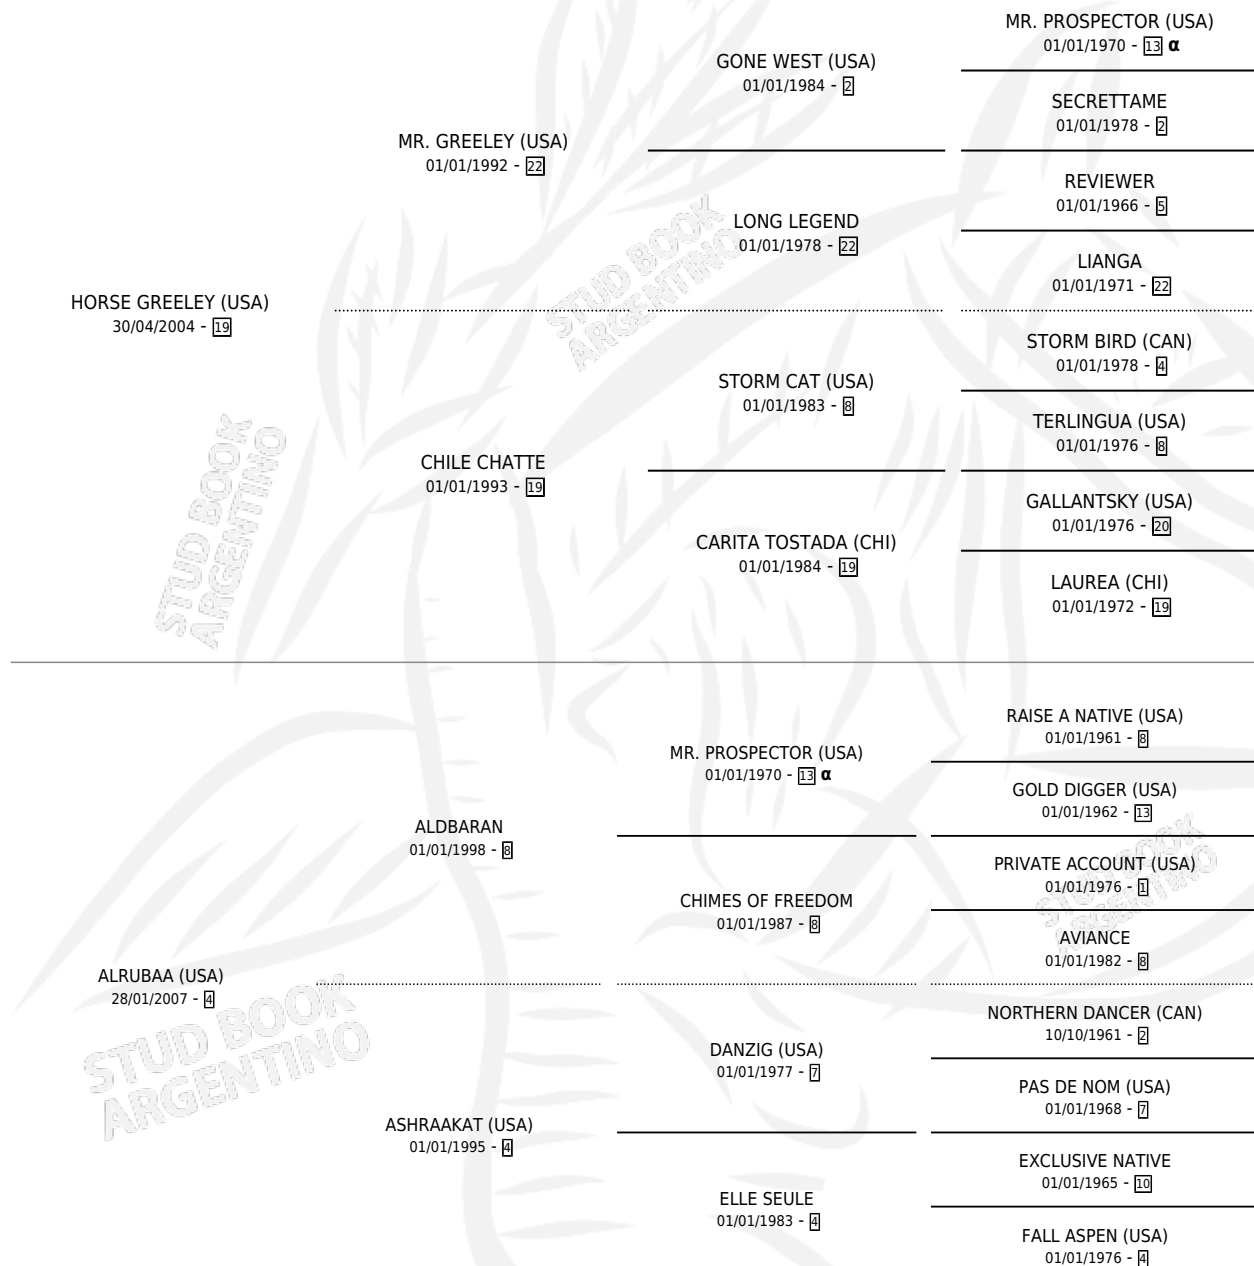 MR. PROSPECTOR (USA)
01/01/1970 - 13 α
GONE WEST (USA)
01/01/1984 - 2
SECRETTAME
01/01/1978 - 2
MR. GREELEY (USA)
01/01/1992 - 22
REVIEWER
01/01/1966 - 5
LONG LEGEND
01/01/1978 - 22
LIANGA
01/01/1971 - 22
HORSE GREELEY (USA)
30/04/2004 - 19
STORM BIRD (CAN)
01/01/1978 - 4
STORM CAT (USA)
01/01/1983 - 8
TERLINGUA (USA)
01/01/1976 - 8
CHILE CHATTE
01/01/1993 - 19
GALLANTSKY (USA)
01/01/1976 - 20
CARITA TOSTADA (CHI)
01/01/1984 - 19
LAUREA (CHI)
01/01/1972 - 19
RAISE A NATIVE (USA)
01/01/1961 - 8
MR. PROSPECTOR (USA)
01/01/1970 - 13 α
GOLD DIGGER (USA)
01/01/1962 - 13
ALDBARAN
01/01/1998 - 8
PRIVATE ACCOUNT (USA)
01/01/1976 - 1
CHIMES OF FREEDOM
01/01/1987 - 8
AVIANCE
01/01/1982 - 8
ALRUBAA (USA)
28/01/2007 - 4
NORTHERN DANCER (CAN)
10/10/1961 - 2
DANZIG (USA)
01/01/1977 - 7
PAS DE NOM (USA)
01/01/1968 - 7
ASHRAAKAT (USA)
01/01/1995 - 4
EXCLUSIVE NATIVE
01/01/1965 - 10
ELLE SEULE
01/01/1983 - 4
FALL ASPEN (USA)
01/01/1976 - 4
STUD BOOK
ARGENTINO
STUD BOOK
ARGENTINO
STUD BOOK
ARGENTINO
STUD BOOK
ARGENTINO